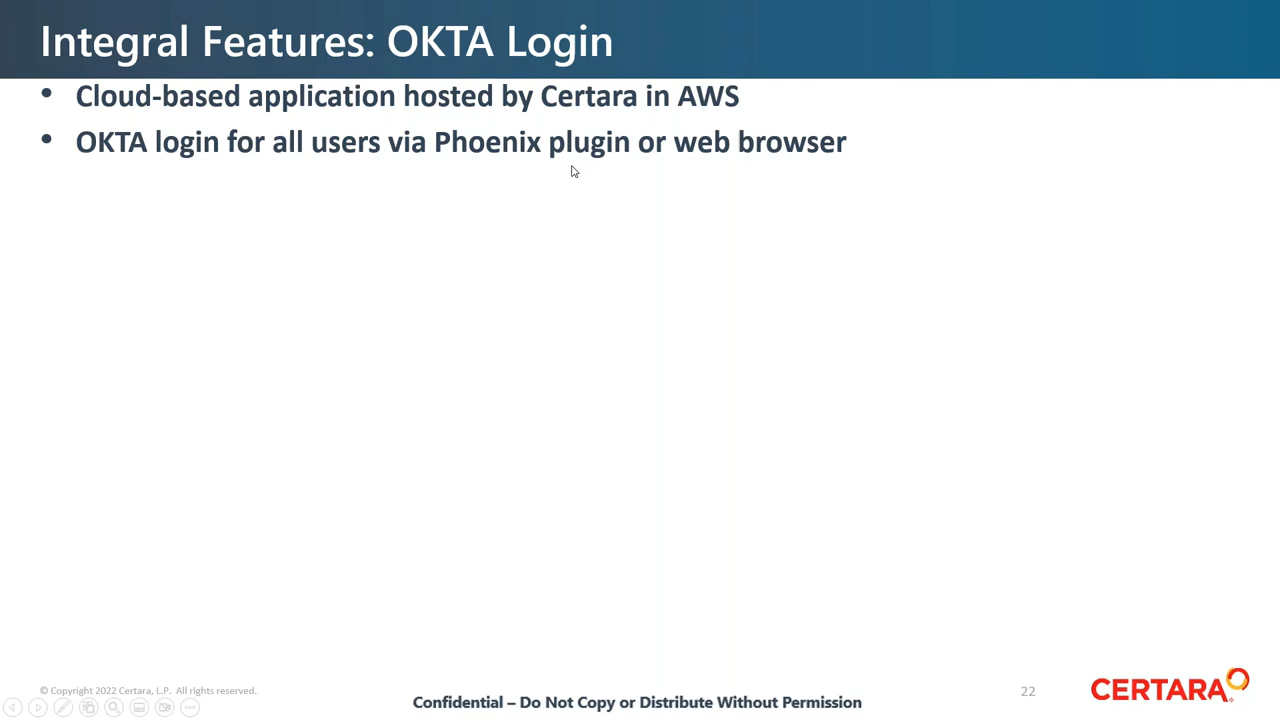 Integral Features: OKTA Login
• Cloud-based application hosted by Certara in AWS
• OKTA login for all users via Phoenix plugin or web browser
© Copyright 2022 Certara, L.P. All rights reserved.
Confidential – Do Not Copy or Distribute Without Permission
22
CERTARA